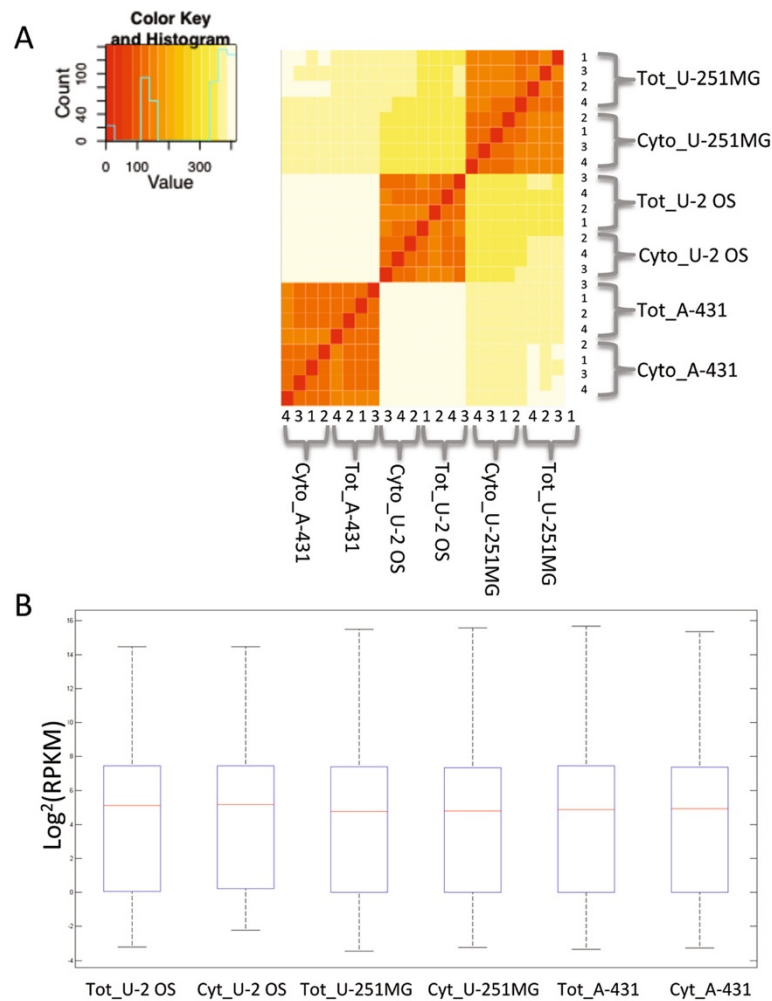 A
Color Key
and Histogram
Count
0 40 100
0 100 300
Value
1
3
2
4
Tot_U-251MG
2
1
3
4
Cyto_U-251MG
3
4
2
1
Tot_U-2 OS
2
4
3
Cyto_U-2 OS
3
1
2
4
Tot_A-431
2
1
3
4
Cyto_A-431
4 3 1 2 4 2 1 3 3 4 2 1 2 4 3 4 3 1 2 4 2 3 1
Cyto_A-431
Tot_A-431
Cyto_U-2 OS
Tot_U-2 OS
Cyto_U-251MG
Tot_U-251MG
B
Log²(RPKM)
16
14
12
10
8
6
4
2
0
-2
-4
Tot_U-2 OS Cyt_U-2 OS Tot_U-251MG Cyt_U-251MG Tot_A-431 Cyt_A-431